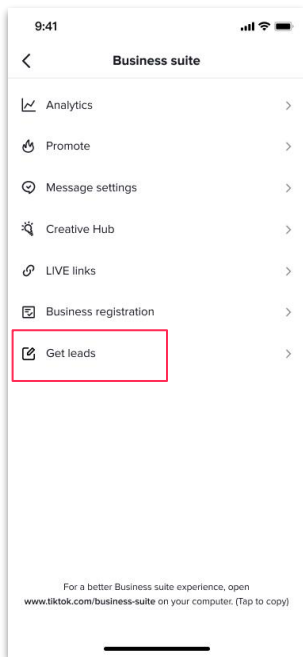 9:41
Business suite
Analytics
Promote
Message settings
Creative Hub
LIVE links
Business registration
Get leads
For a better Business suite experience, open
www.tiktok.com/business-suite on your computer. (Tap to copy)